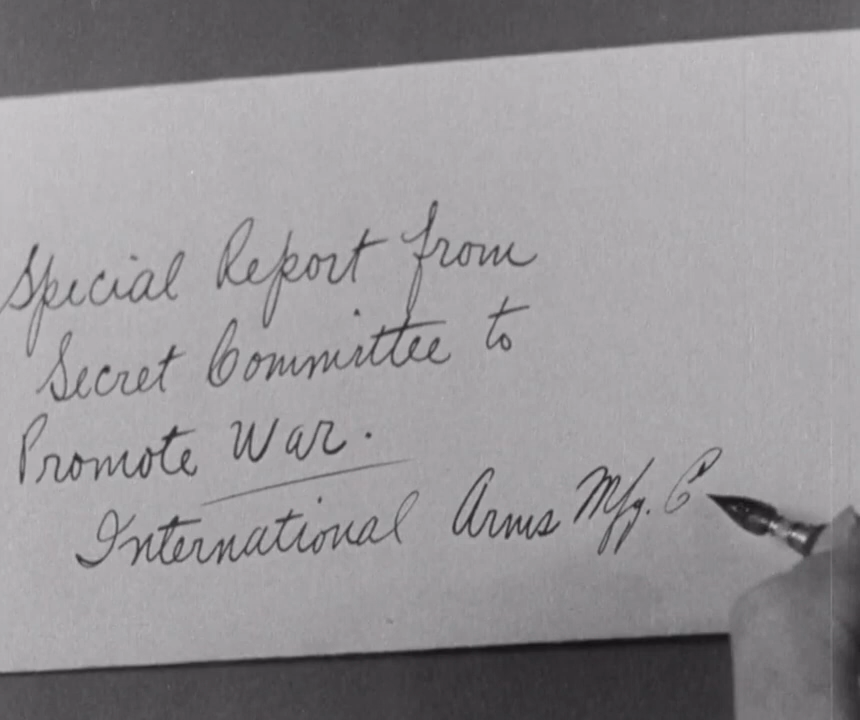 Special Report from
Secret Committee to
Promote War.
International Arms Mfg. C